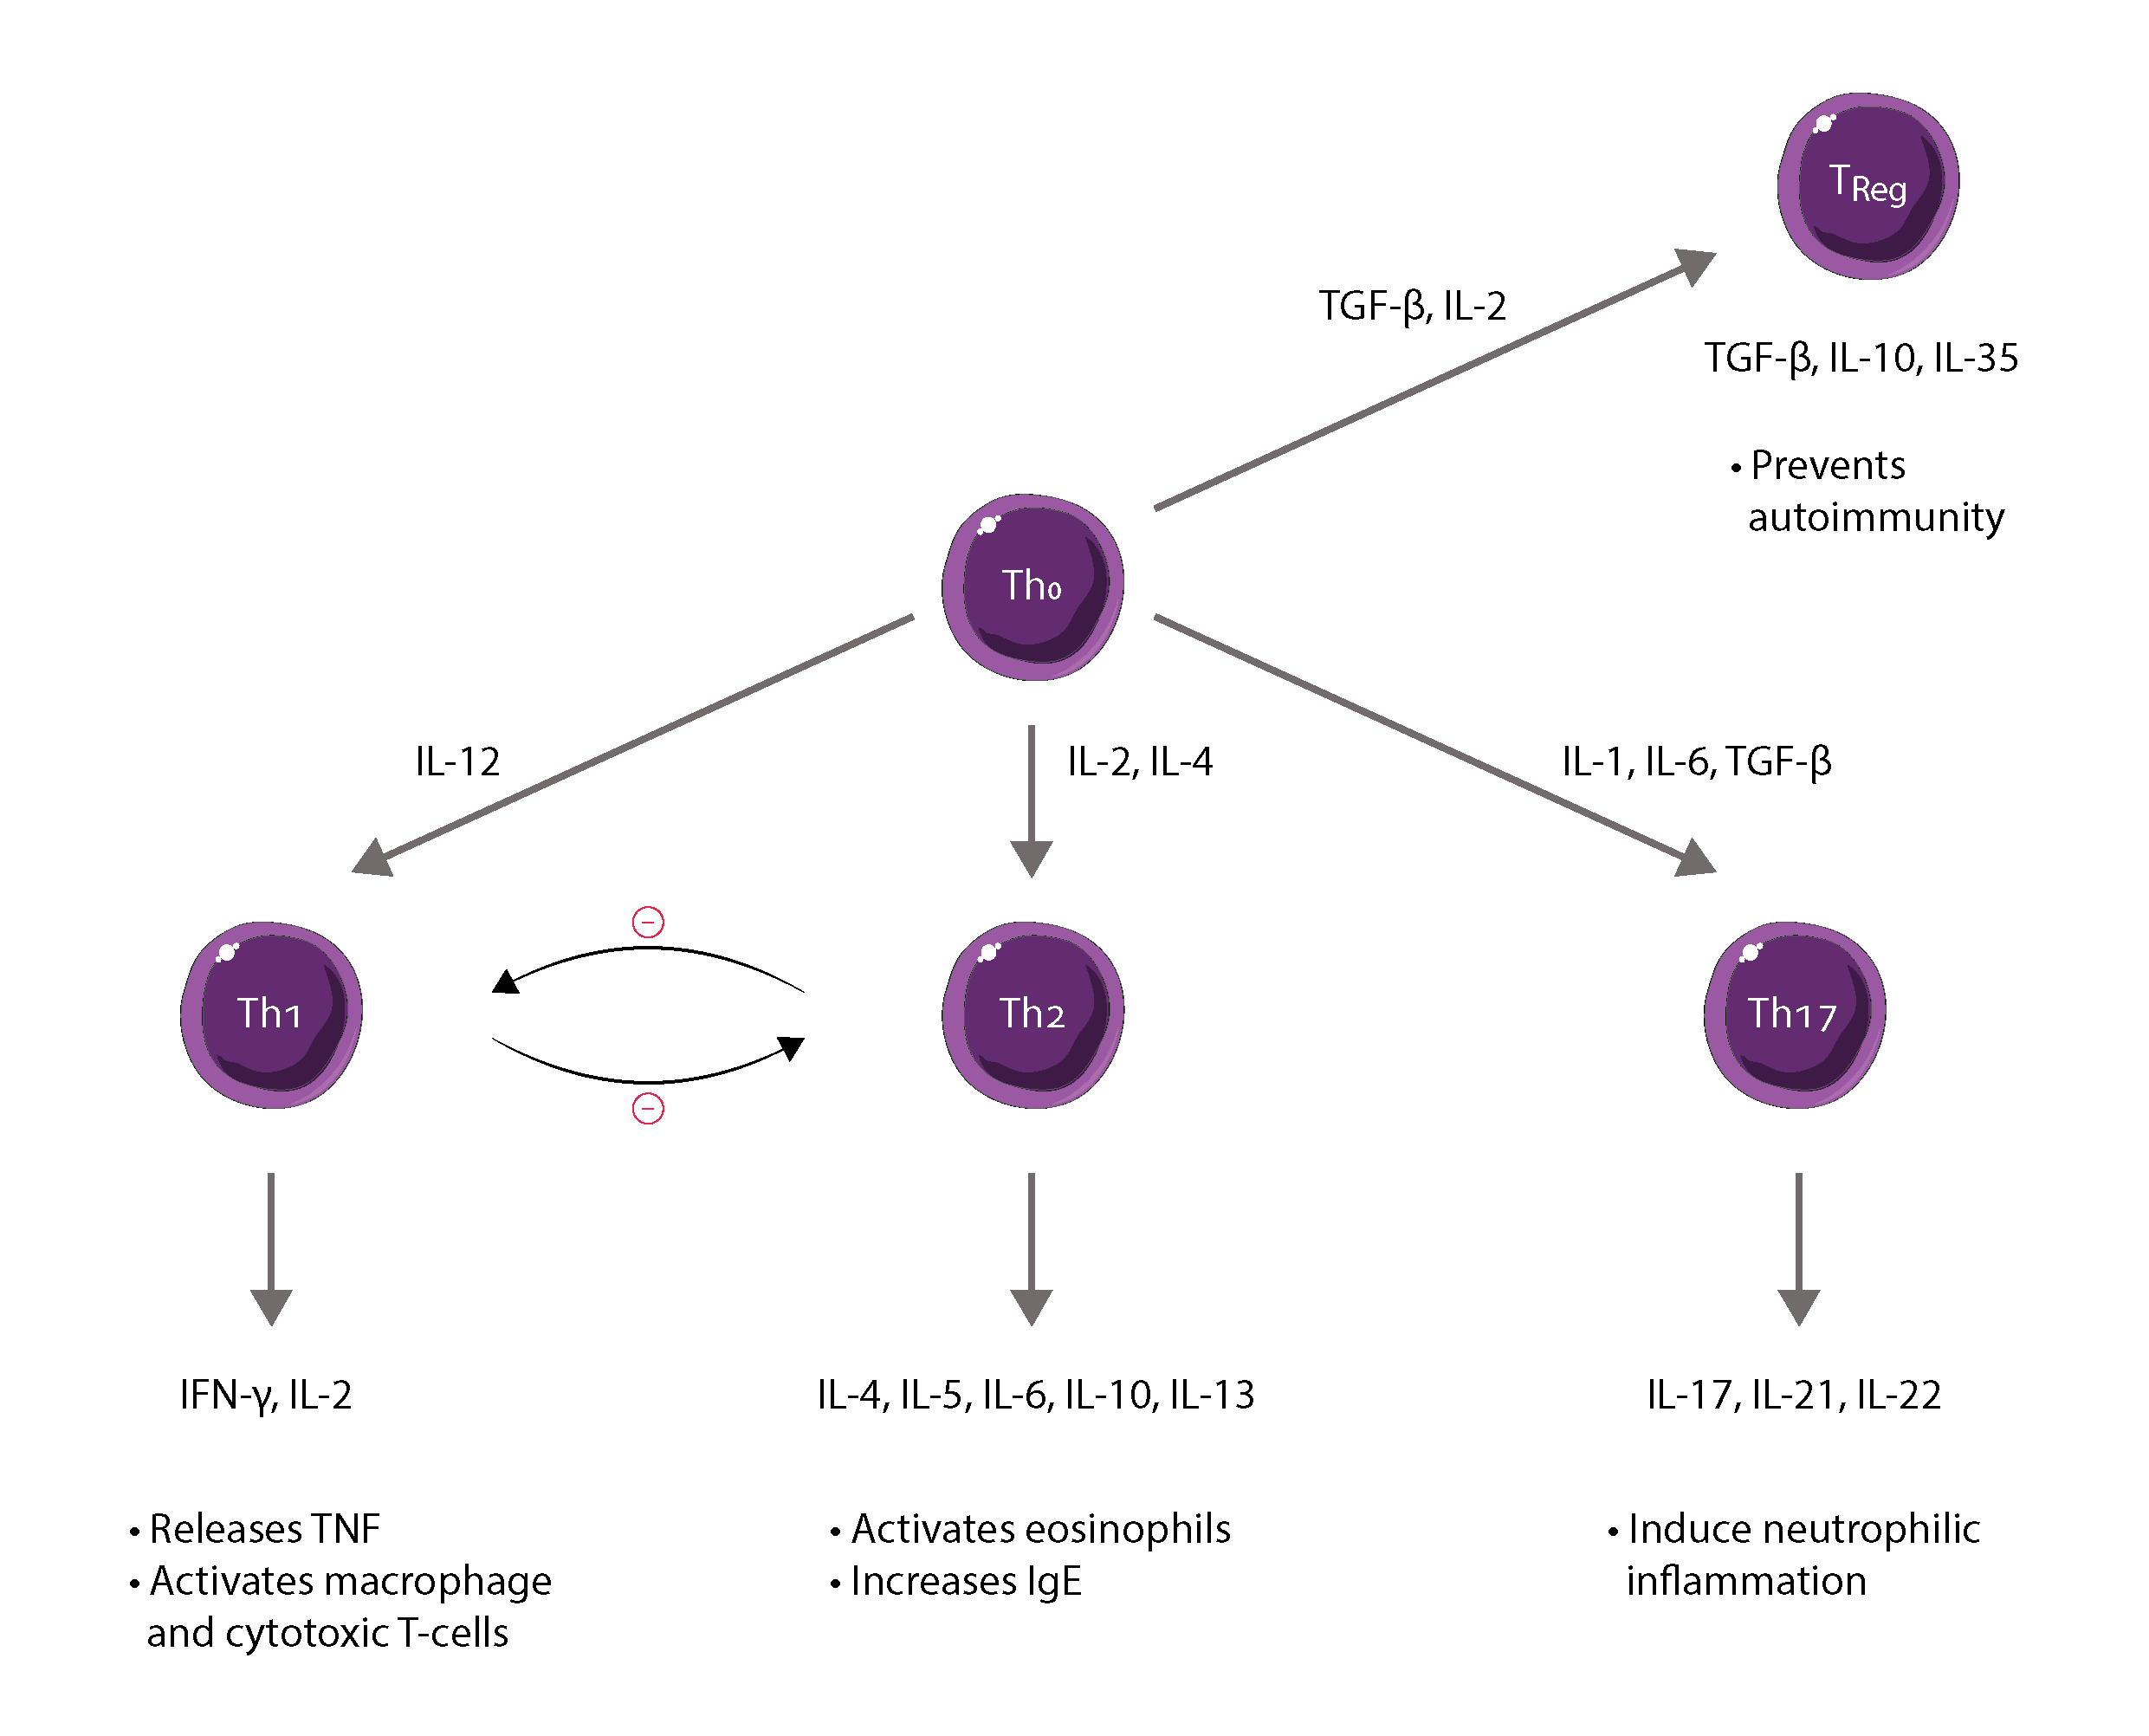 T Reg
TGF-β, IL-2
TGF-β, IL-10, IL-35
• Prevents
autoimmunity
Th0
IL-12
IL-2, IL-4
IL-1, IL-6, TGF-β
−
Th1
Th2
Th17
−
IFN-γ, IL-2
IL-4, IL-5, IL-6, IL-10, IL-13
IL-17, IL-21, IL-22
• Releases TNF
• Activates macrophage
and cytotoxic T-cells
• Activates eosinophils
• Increases IgE
• Induce neutrophilic
inflammation